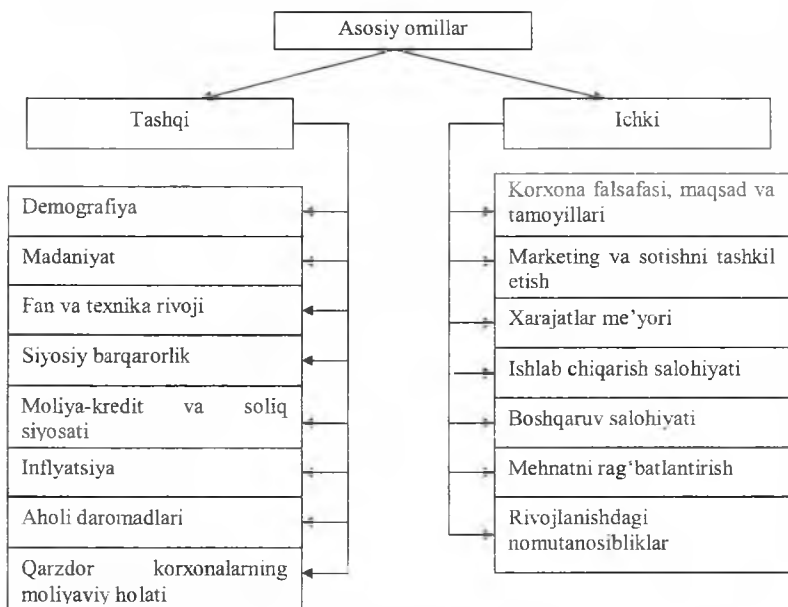 Asosiy omillar
Tashqi
Ichki
Demografiya
Madaniyat
Fan va texnika rivoji
Siyosiy barqarorlik
Moliya-kredit va soliq
siyosati
Inflyatsiya
Aholi daromadlari
Qarzdor korxonalarning
moliyaviy holati
Korxona falsafasi, maqsad va
tamoyillari
Marketing va sotishni tashkil
etish
Xarajatlar me’yori
Ishlab chiqarish salohiyati
Boshqaruv salohiyati
Mehnatni rag‘batlantirish
Rivojlanishdagi
nomutanosibliklar